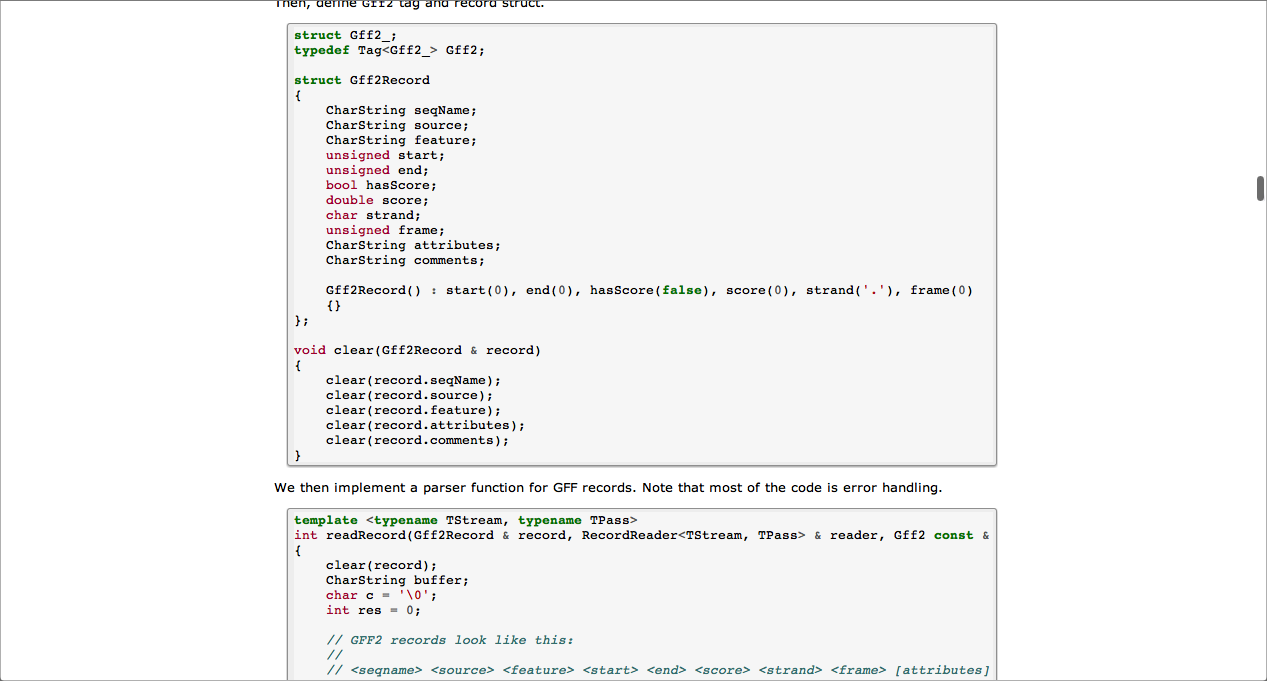 Then, define Gff2 tag and record struct.
struct Gff2_;
typedef Tag<Gff2_> Gff2;
struct Gff2Record
{
    CharString seqName;
    CharString source;
    CharString feature;
    unsigned start;
    unsigned end;
    bool hasScore;
    double score;
    char strand;
    unsigned frame;
    CharString attributes;
    CharString comments;
    Gff2Record() : start(0), end(0), hasScore(false), score(0), strand('.'), frame(0)
    {}
};
void clear(Gff2Record & record)
{
    clear(record.seqName);
    clear(record.source);
    clear(record.feature);
    clear(record.attributes);
    clear(record.comments);
}
We then implement a parser function for GFF records. Note that most of the code is error handling.
template <typename TStream, typename TPass>
int readRecord(Gff2Record & record, RecordReader<TStream, TPass> & reader, Gff2 const &
{
    clear(record);
    CharString buffer;
    char c = '\0';
    int res = 0;
    // GFF2 records look like this:
    //
    // <seqname> <source> <feature> <start> <end> <score> <strand> <frame> [attributes]